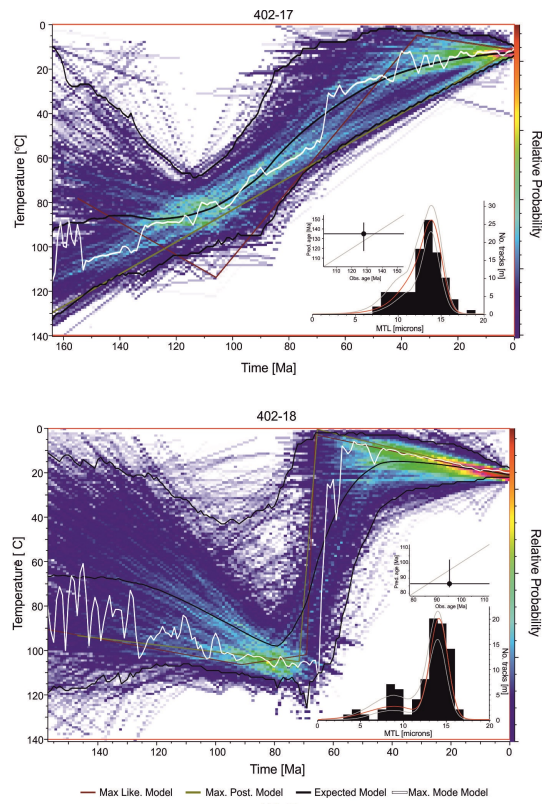 402-17
0
20
40
60
80
100
120
140
Temperature [°C]
160 140 120 100 80 60 40 20 0
Time [Ma]
Relative Probability
150
140
130
120
110
Pred. age [Ma]
110 130 150
Obs. age [Ma]
30
25
20
15
10
5
0
No. tracks [m]
0 5 10 15 20
MTL [microns]
402-18
0
20
40
60
80
100
120
140
Temperature [ C]
140 120 100 80 60 40 20 0
Time [Ma]
Relative Probability
110
100
90
80
Pred. age [Ma]
80 90 100 110
Obs. age [Ma]
20
15
10
5
0
No. tracks [m]
0 5 10 15 20
MTL [microns]
Max Like. Model Max. Post. Model Expected Model Max. Mode Model